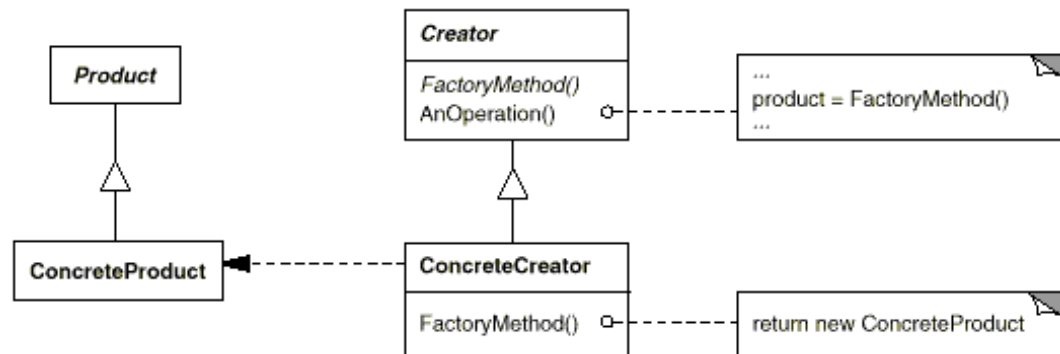 Product
ConcreteProduct
Creator
FactoryMethod()
AnOperation()
...
product = FactoryMethod()
...
ConcreteCreator
FactoryMethod()
return new ConcreteProduct